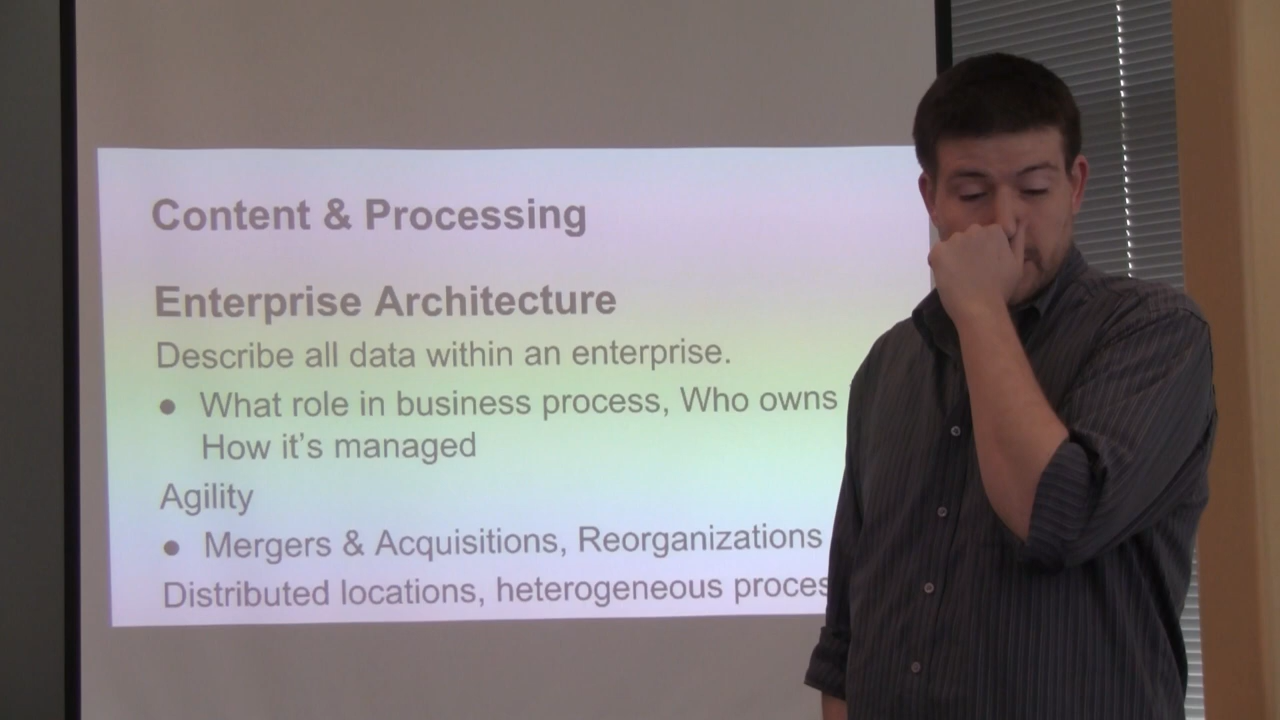 Content & Processing
Enterprise Architecture
Describe all data within an enterprise.
● What role in business process, Who owns
How it's managed
Agility
● Mergers & Acquisitions, Reorganizations
Distributed locations, heterogeneous